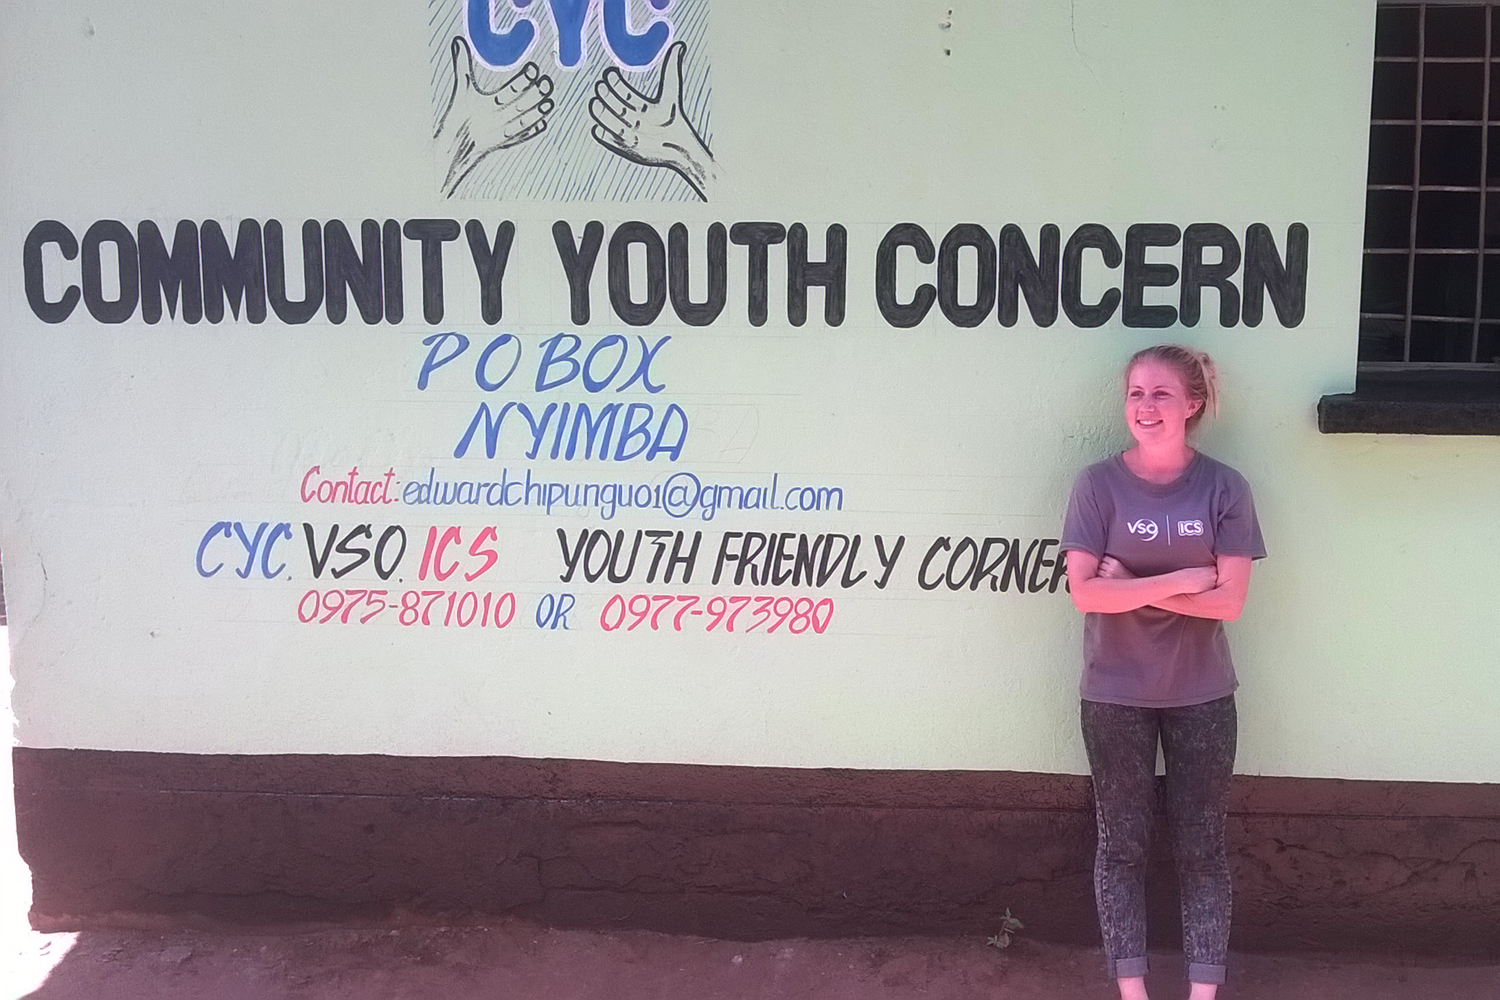 CYC
COMMUNITY YOUTH CONCERN
P O BOX
NYIMBA
Contact: edwardchipunguo1@gmail.com
CYC. VSO. ICS YOUTH FRIENDLY CORNER
0975-871010 OR 0977-973980
vso | ICS